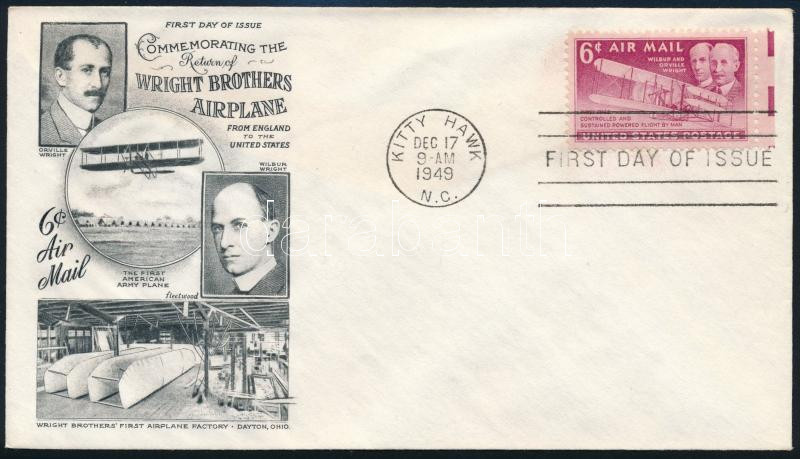 FIRST DAY OF ISSUE
COMMEMORATING THE
Return of
WRIGHT BROTHERS
AIRPLANE
FROM ENGLAND
TO THE
UNITED STATES
ORVILLE
WRIGHT
WILBUR
WRIGHT
6¢
Air
Mail
THE FIRST
AMERICAN
ARMY PLANE
fleetwood
WRIGHT BROTHERS' FIRST AIRPLANE FACTORY · DAYTON, OHIO.
KITTY HAWK
DEC 17
9-AM
1949
N.C.
6¢ AIR MAIL
WILBUR AND
ORVILLE
WRIGHT
CONTROLLED AND
SUSTAINED POWERED FLIGHT BY MAN
UNITED STATES POSTAGE
FIRST DAY OF ISSUE
darabanth